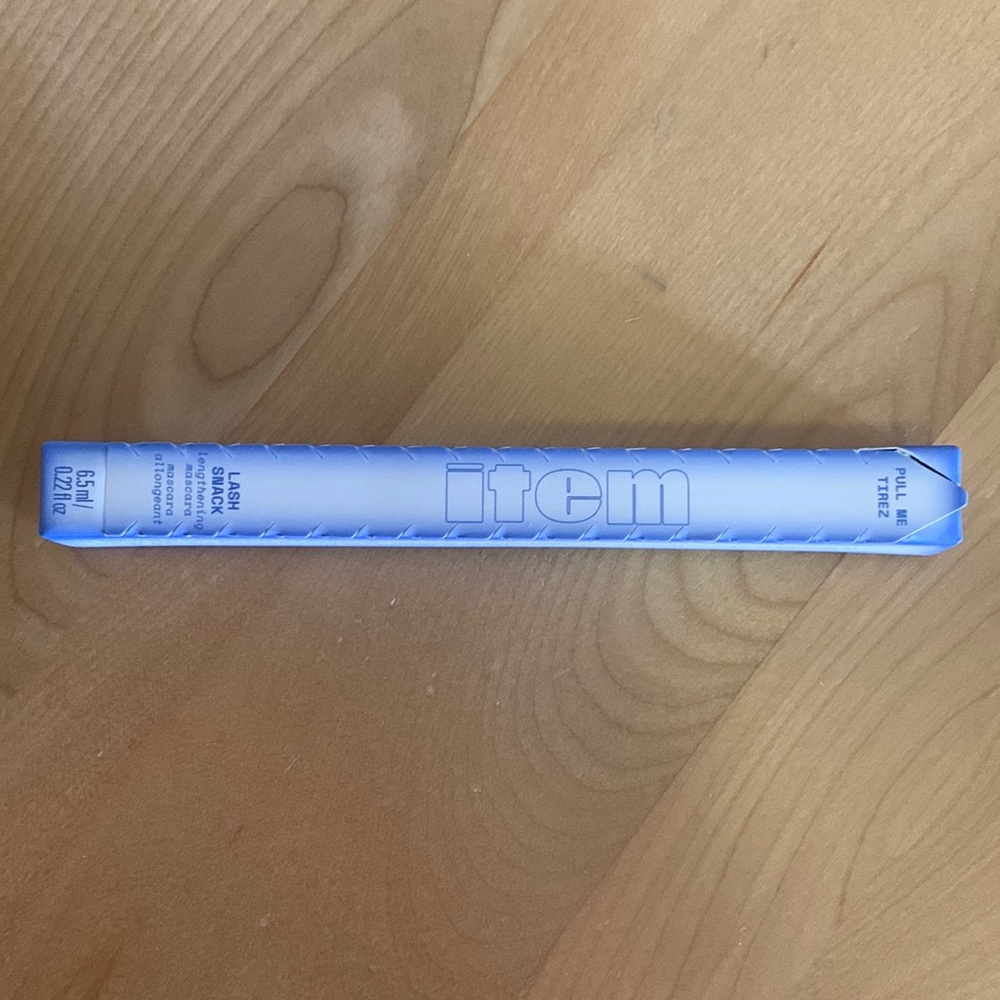 PULL ME
TIREZ
item
LASH
SNACK
lengthening
mascara
mascara
allongeant
6.5 ml/
0.22 fl oz